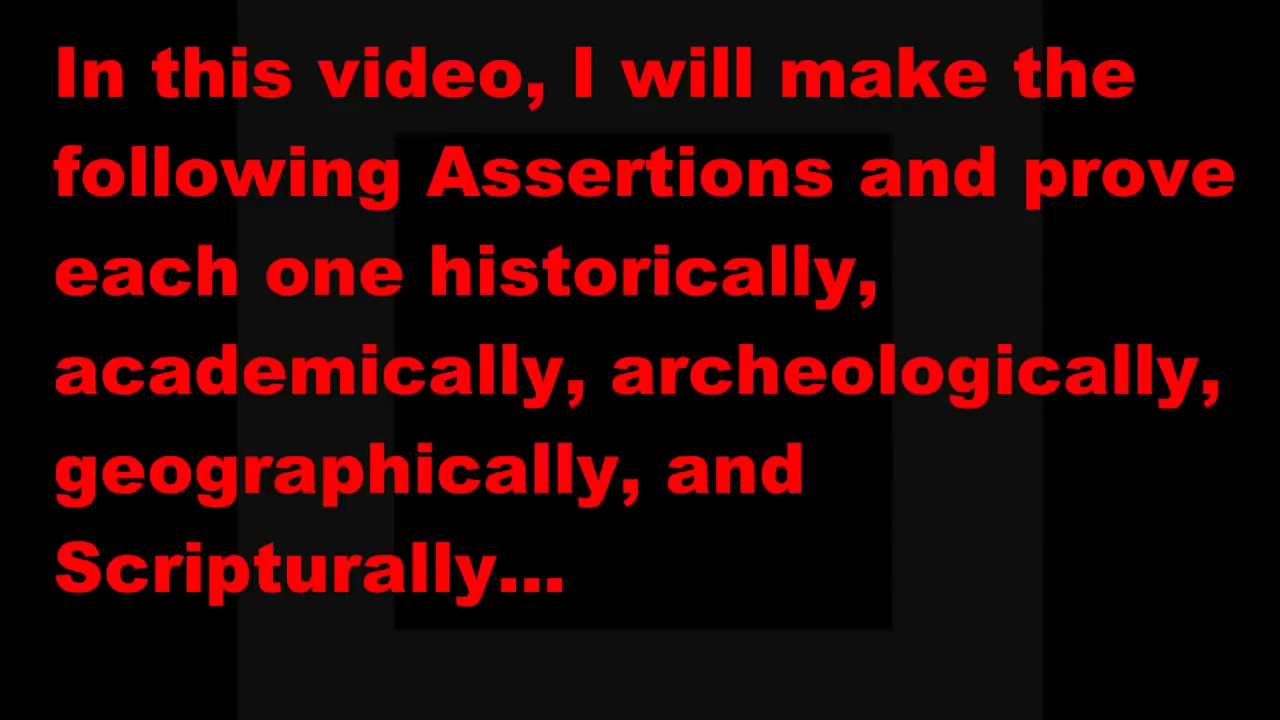 In this video, I will make the
following Assertions and prove
each one historically,
academically, archeologically,
geographically, and
Scripturally...